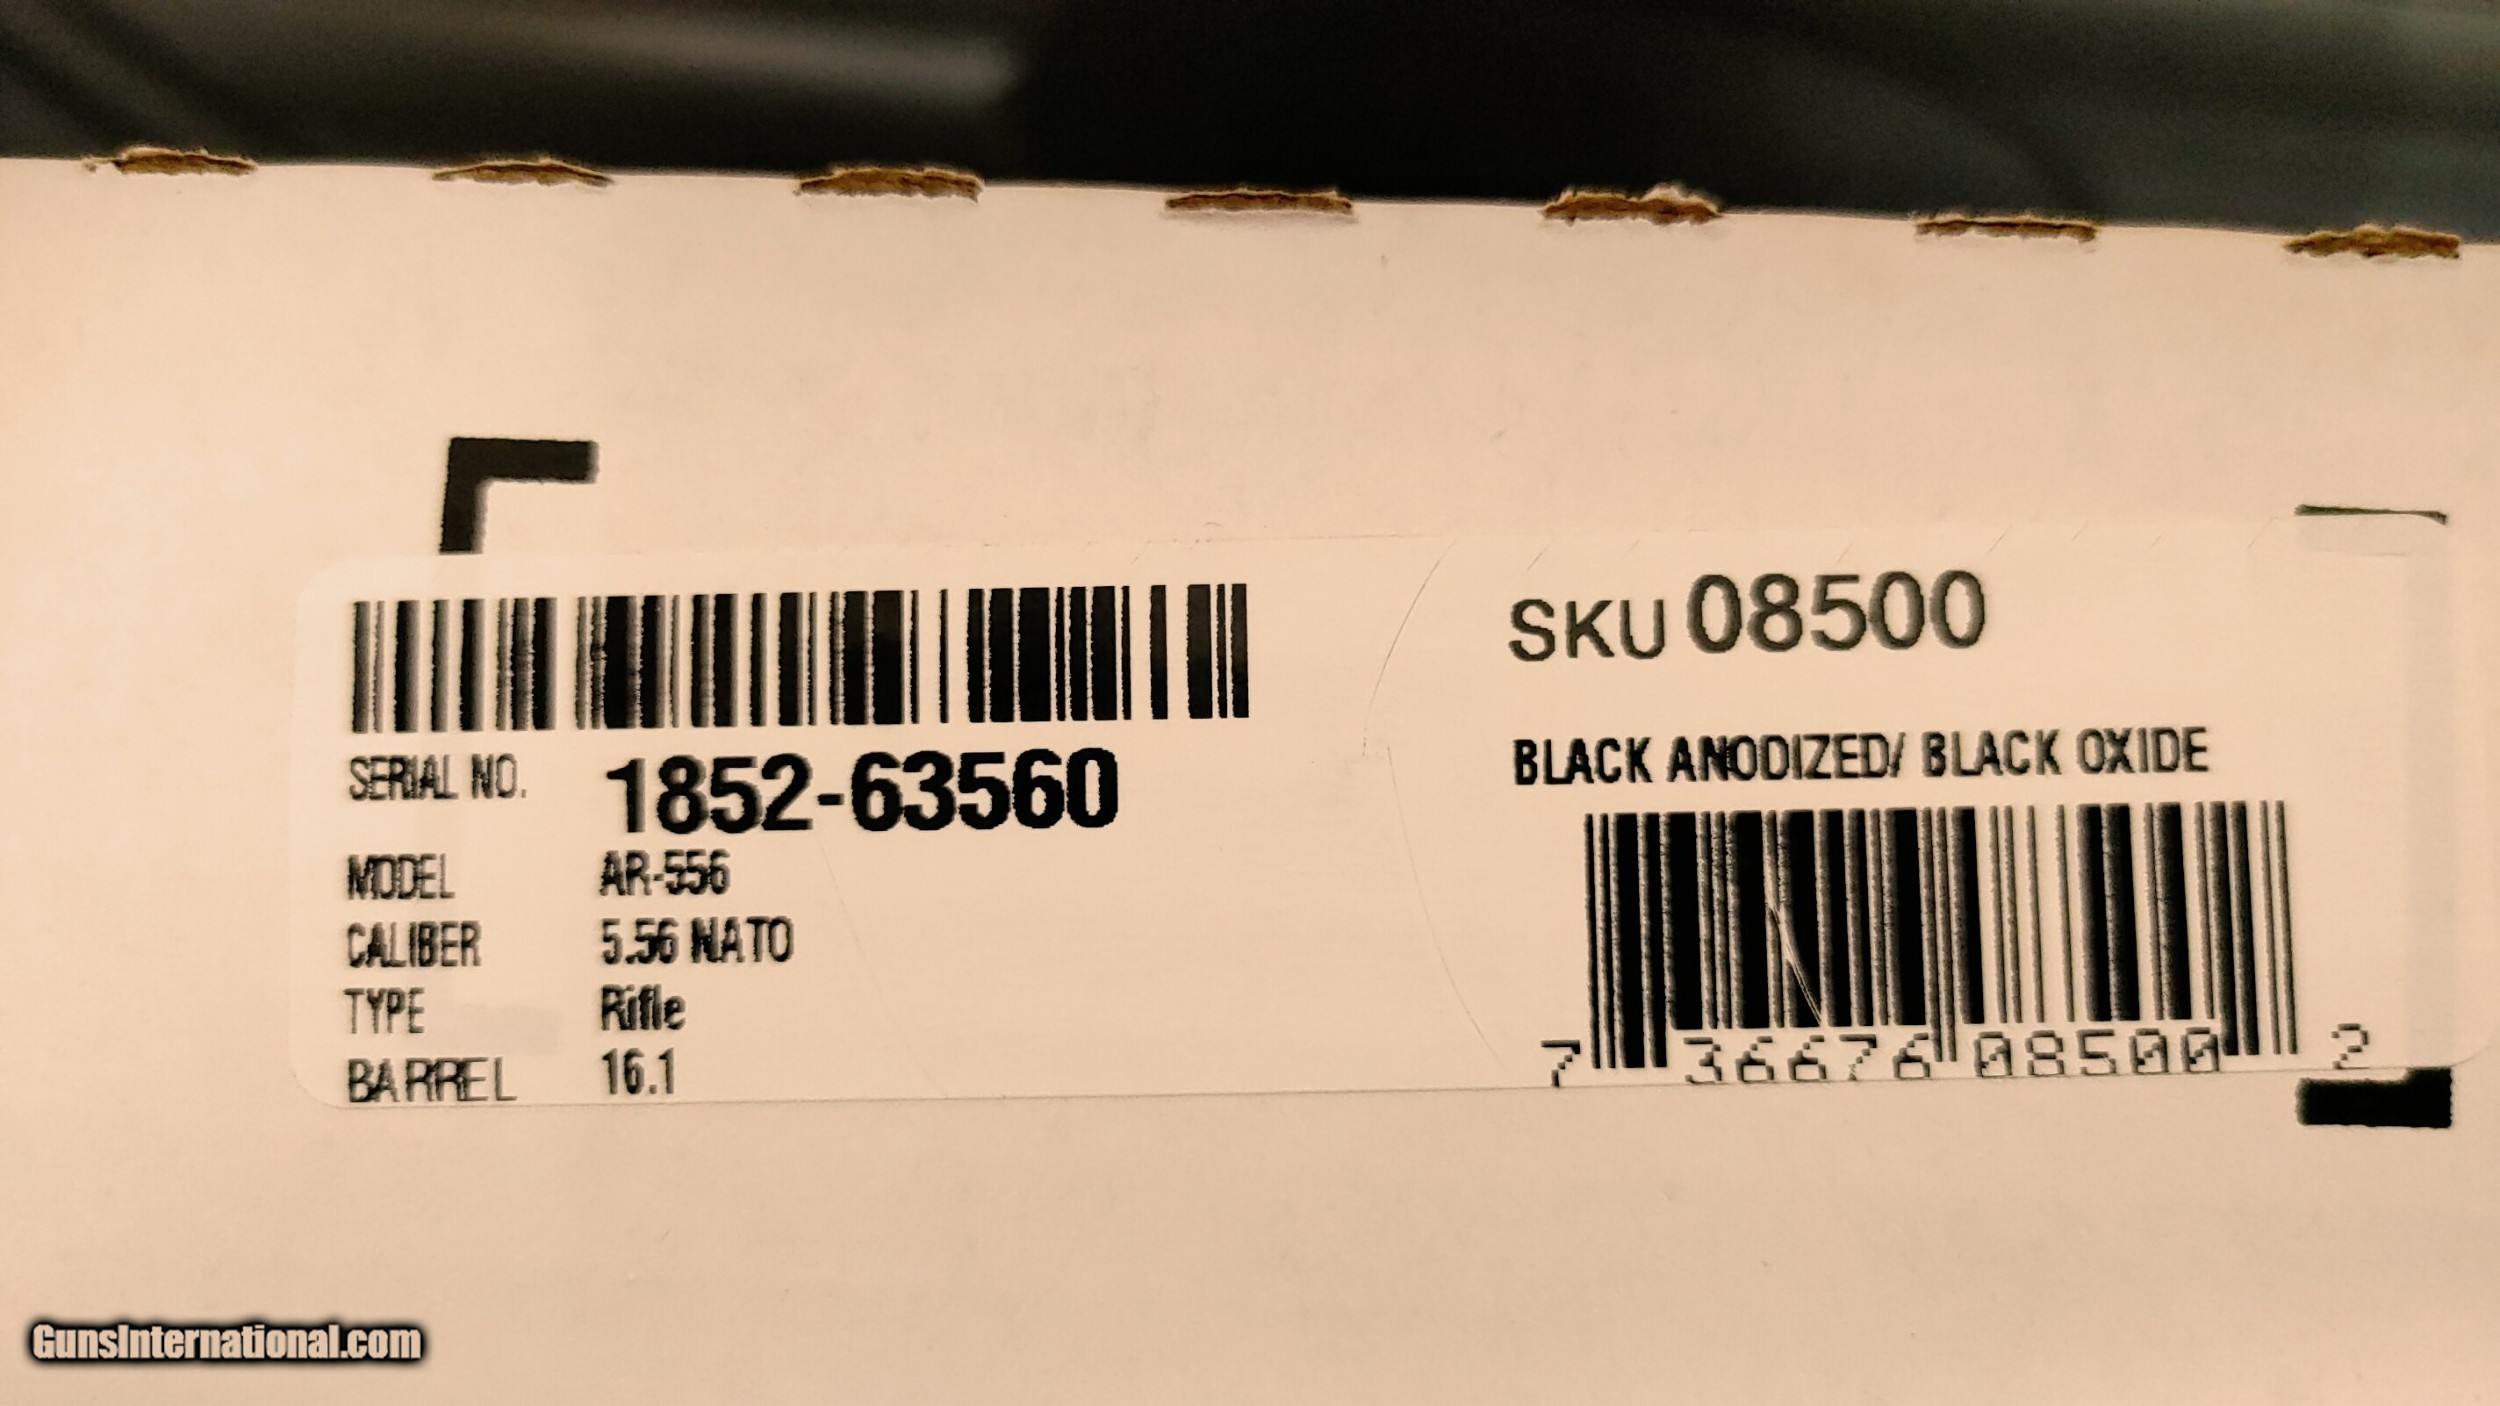 SERIAL NO. 1852-63560
MODEL AR-556
CALIBER 5.56 NATO
TYPE Rifle
BARREL 16.1
SKU 08500
BLACK ANODIZED/ BLACK OXIDE
7 36676 08500 2
GunsInternational.com